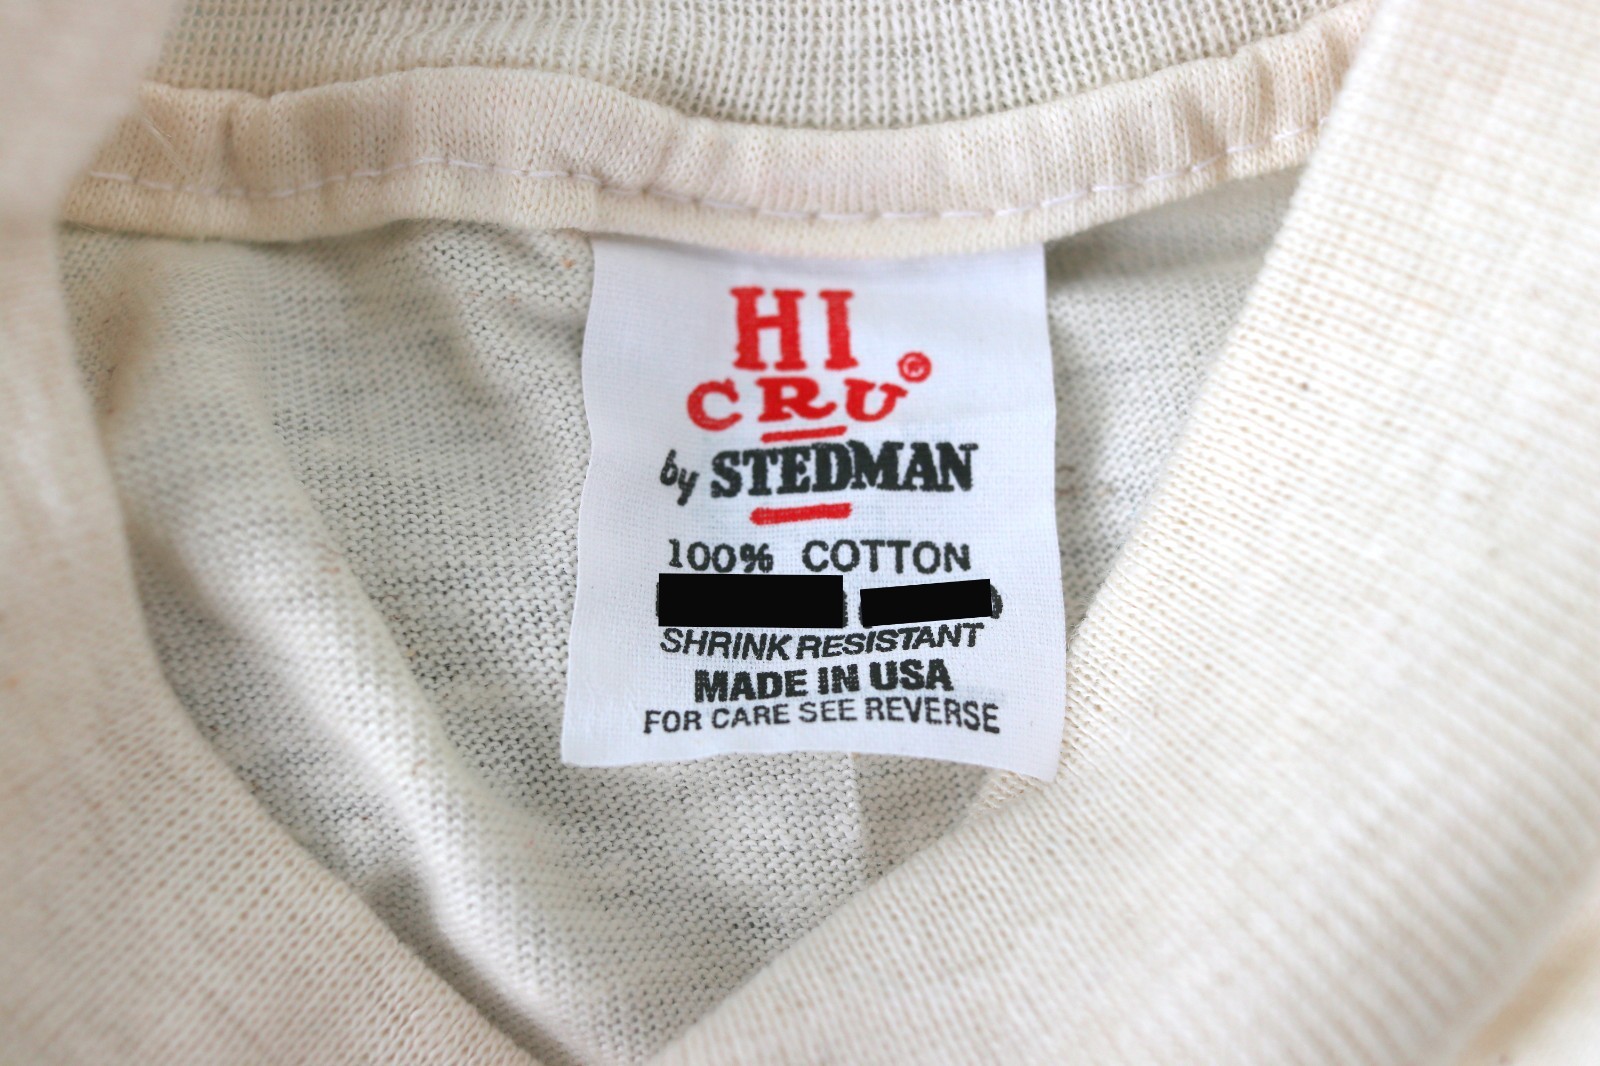 HI
CRU®
by STEDMAN
100% COTTON
SHRINK RESISTANT
MADE IN USA
FOR CARE SEE REVERSE